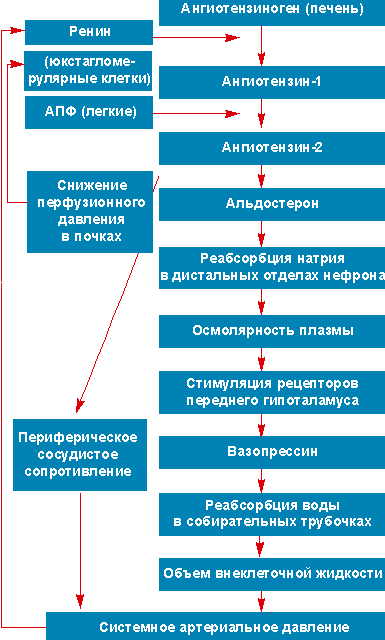 Ангиотензиноген (печень)
Ренин
(юкстагломе-
рулярные клетки)
Ангиотензин-1
АПФ (легкие)
Ангиотензин-2
Снижение
перфузионного
давления
в почках
Альдостерон
Реабсорбция натрия
в дистальных отделах нефрона
Осмолярность плазмы
Стимуляция рецепторов
переднего гипоталамуса
Периферическое
сосудистое
сопротивление
Вазопрессин
Реабсорбция воды
в собирательных трубочках
Объем внеклеточной жидкости
Системное артериальное давление